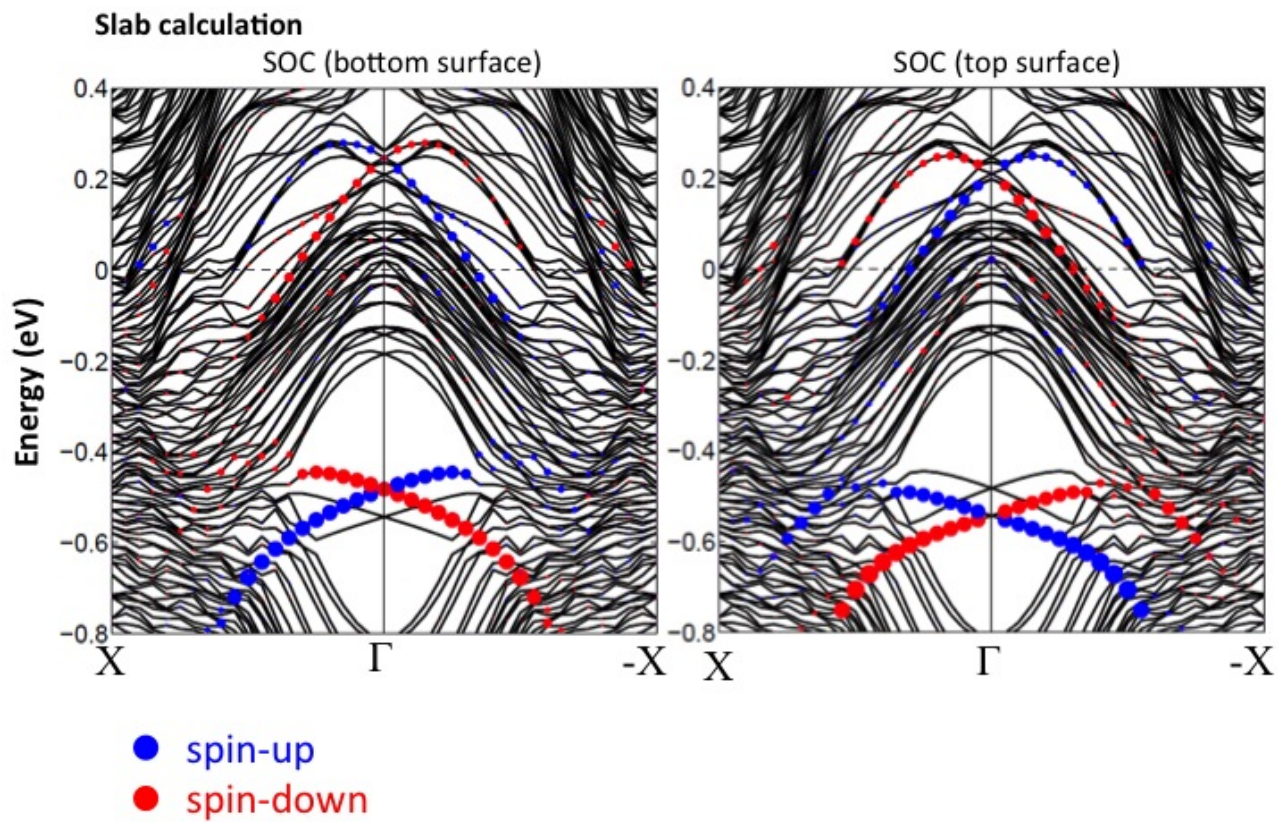 Slab calculation
SOC (bottom surface)
SOC (top surface)
Energy (eV)
0.4
0.2
0
−0.2
−0.4
−0.6
−0.8
X Γ -X
0.4
0.2
0
−0.2
−0.4
−0.6
−0.8
X Γ -X
spin-up
spin-down